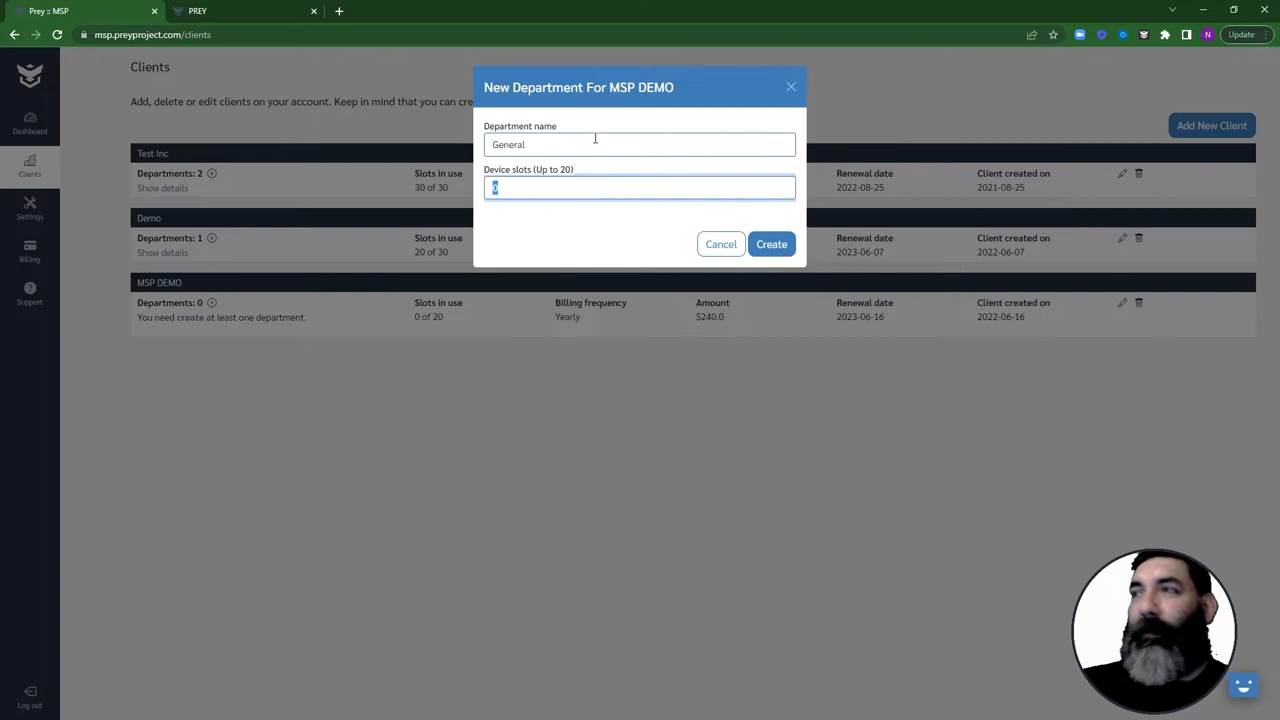 Prey :: MSP
PREY
msp.preyproject.com/clients
N
Update
Clients
Add, delete or edit clients on your account. Keep in mind that you can cre
Add New Client
Dashboard
Clients
Settings
Billing
Support
Log out
New Department For MSP DEMO
Department name
General
Device slots (Up to 20)
0
Cancel
Create
Test Inc
Departments: 2
Slots in use
Renewal date
Client created on
Show details
30 of 30
2022-08-25
2021-08-25
Demo
Departments: 1
Slots in use
Renewal date
Client created on
Show details
20 of 30
2023-06-07
2022-06-07
MSP DEMO
Departments: 0
Slots in use
Billing frequency
Amount
Renewal date
Client created on
You need create at least one department.
0 of 20
Yearly
$240.0
2023-06-16
2022-06-16